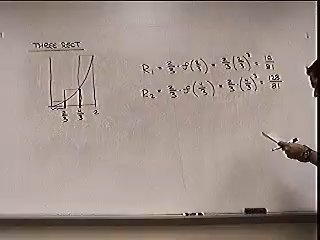 THREE RECT
R₁ = 2/3 · f(2/3) = 2/3 (2/3)³ = 16/81
R₂ = 2/3 · f(4/3) = 2/3 (4/3)³ = 128/81
2/3 4/3 2